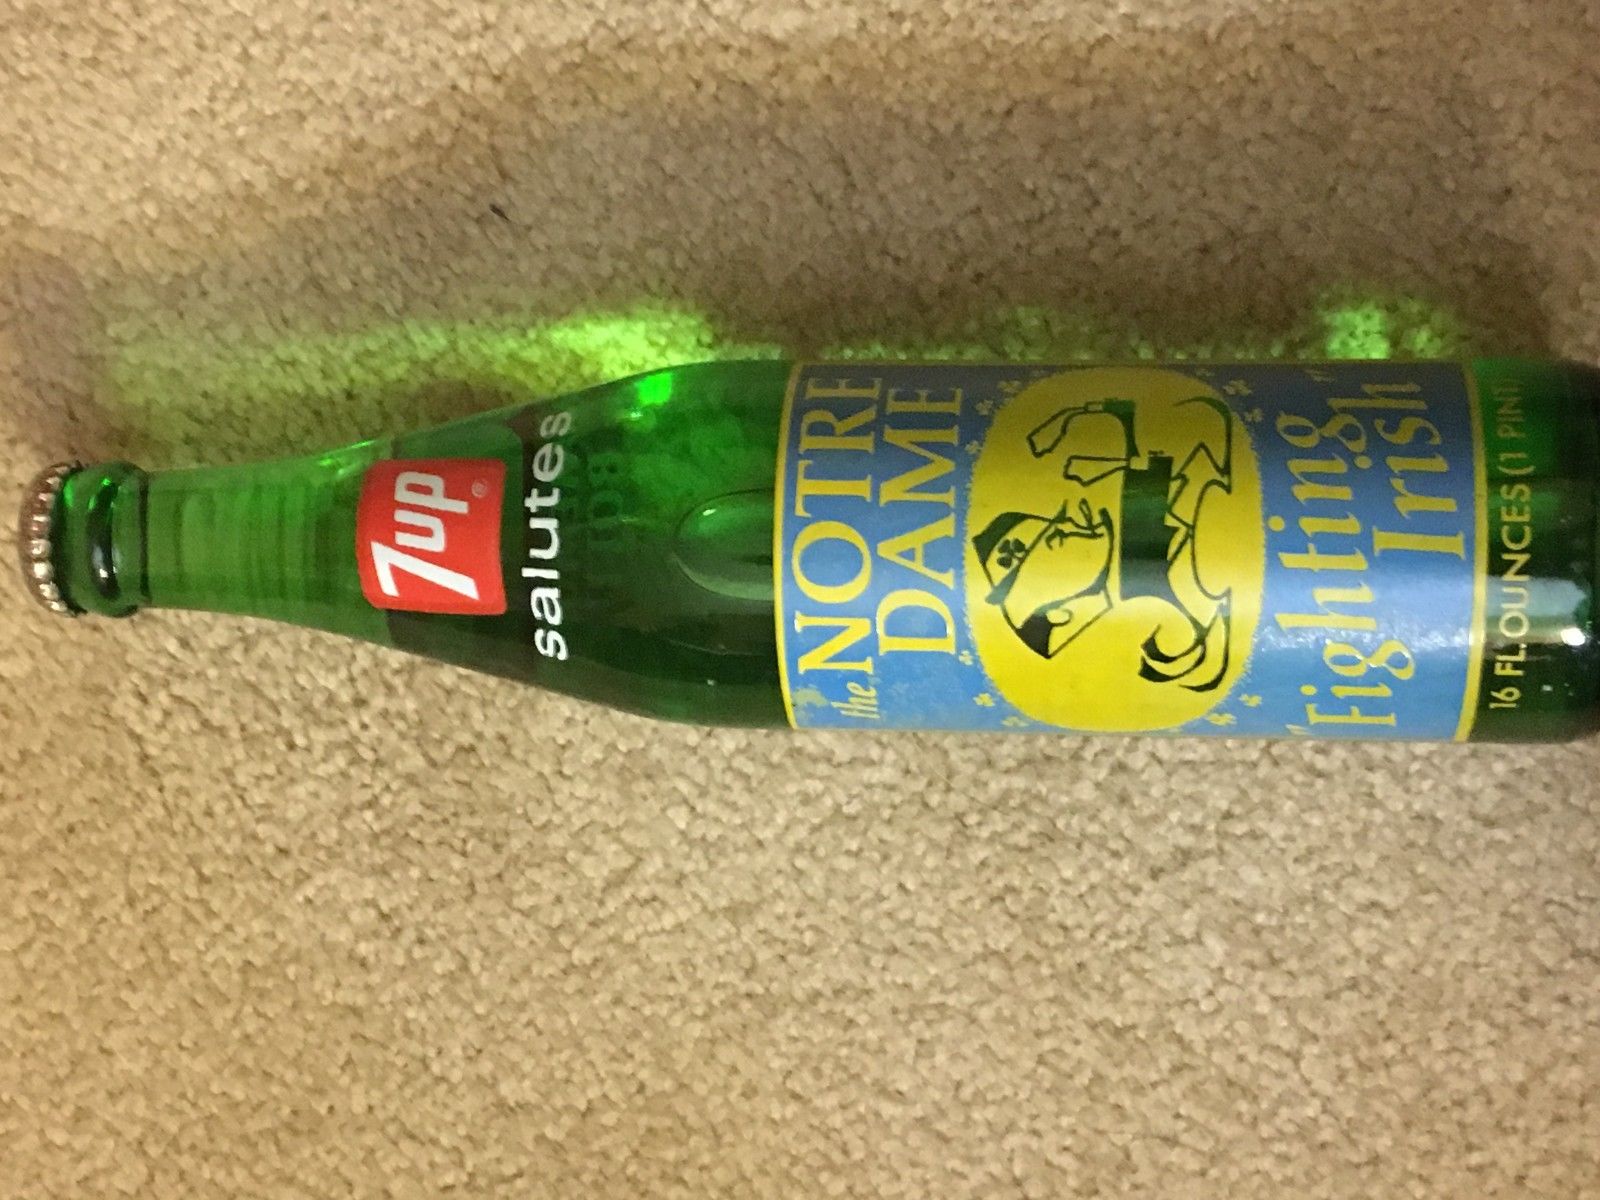 7up®
salutes
the NOTRE
DAME
"Fighting
Irish"
16 FL. OUNCES (1 PINT)